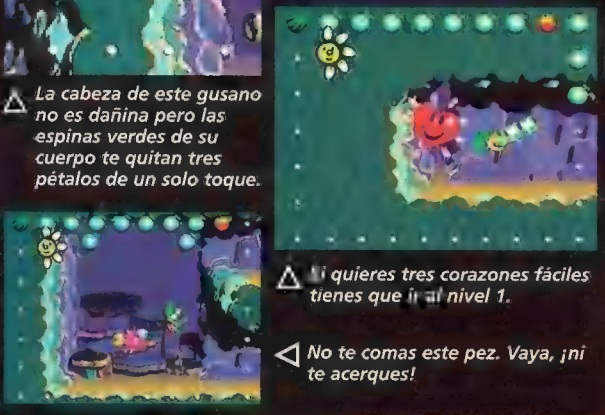 La cabeza de este gusano
no es dañina pero las
espinas verdes de su
cuerpo te quitan tres
pétalos de un solo toque.
quieres tres corazones fáciles
tienes que ir al nivel 1.
No te comas este pez. Vaya, ¡ni
te acerques!